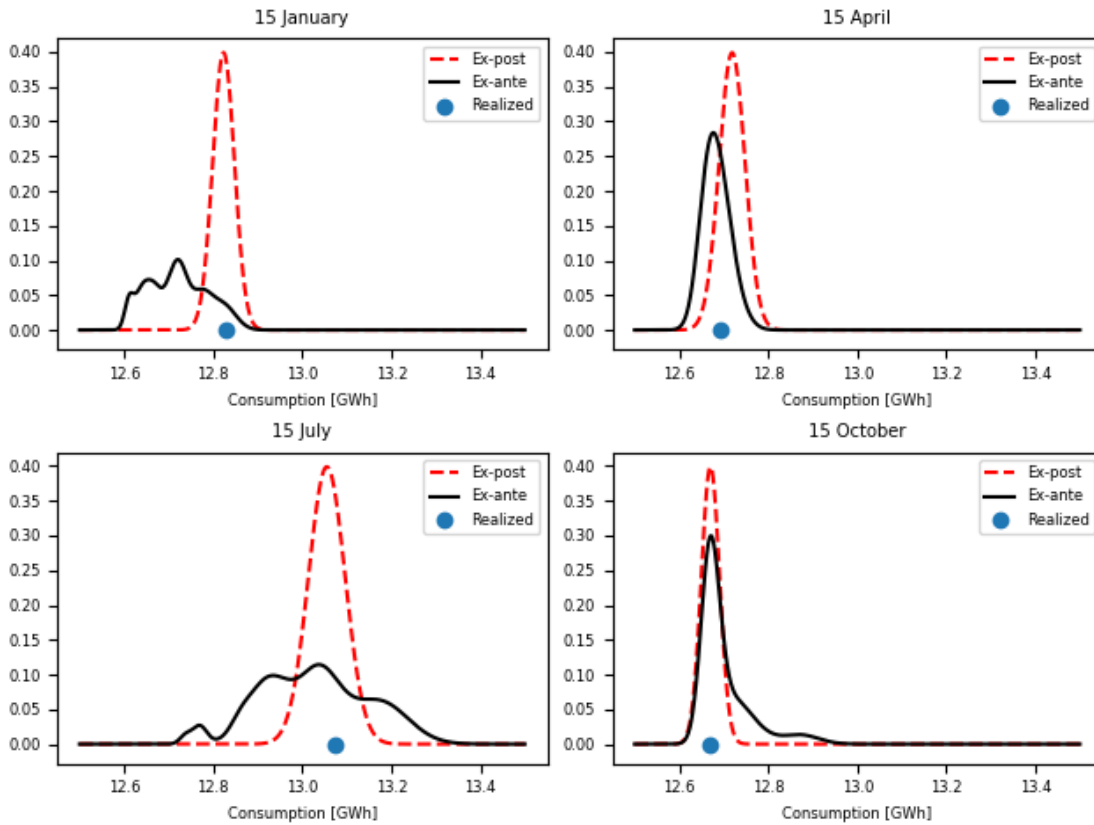 15 January
0.40
0.35
0.30
0.25
0.20
0.15
0.10
0.05
0.00
Ex-post
Ex-ante
Realized
12.6 12.8 13.0 13.2 13.4
Consumption [GWh]
15 April
0.40
0.35
0.30
0.25
0.20
0.15
0.10
0.05
0.00
Ex-post
Ex-ante
Realized
12.6 12.8 13.0 13.2 13.4
Consumption [GWh]
15 July
0.40
0.35
0.30
0.25
0.20
0.15
0.10
0.05
0.00
Ex-post
Ex-ante
Realized
12.6 12.8 13.0 13.2 13.4
Consumption [GWh]
15 October
0.40
0.35
0.30
0.25
0.20
0.15
0.10
0.05
0.00
Ex-post
Ex-ante
Realized
12.6 12.8 13.0 13.2 13.4
Consumption [GWh]